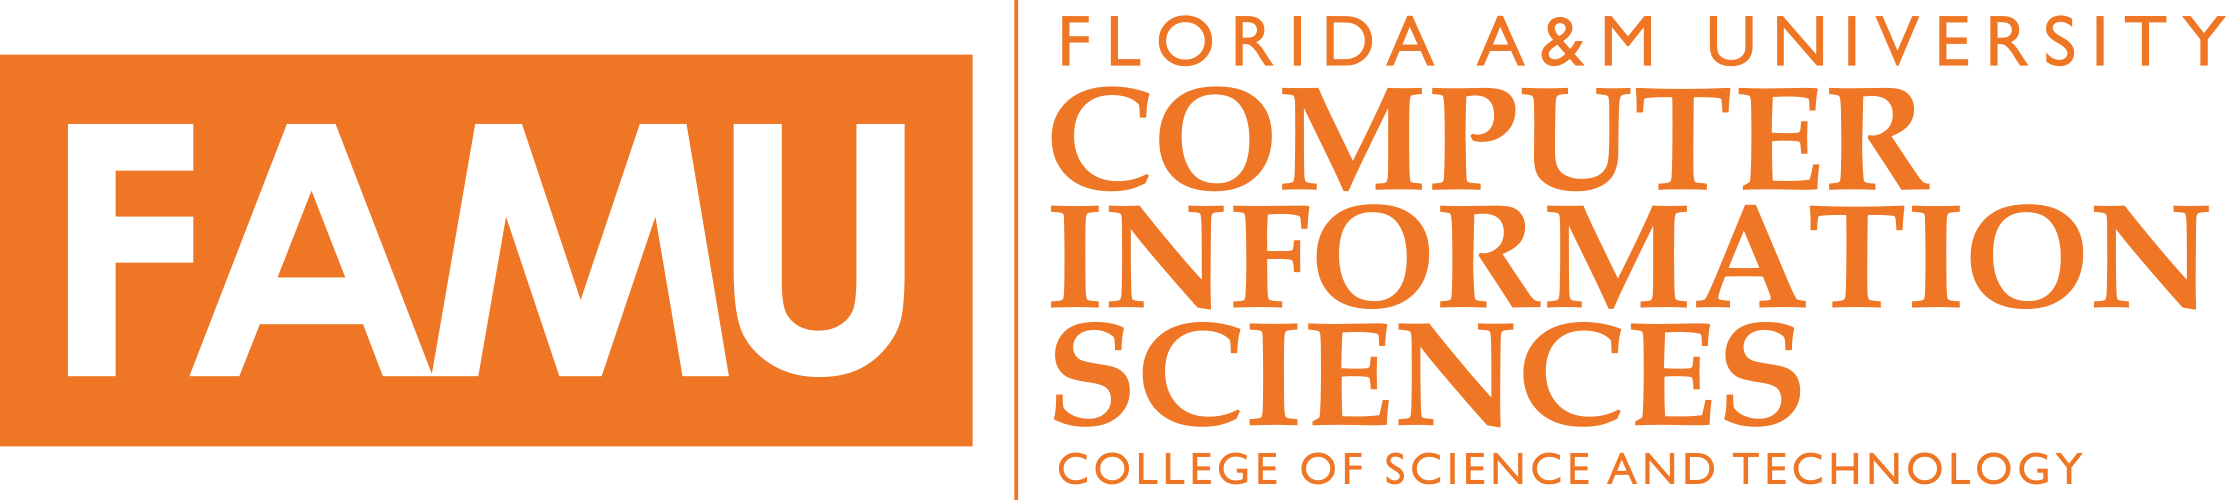 FAMU
FLORIDA A&M UNIVERSITY
COMPUTER
INFORMATION
SCIENCES
COLLEGE OF SCIENCE AND TECHNOLOGY